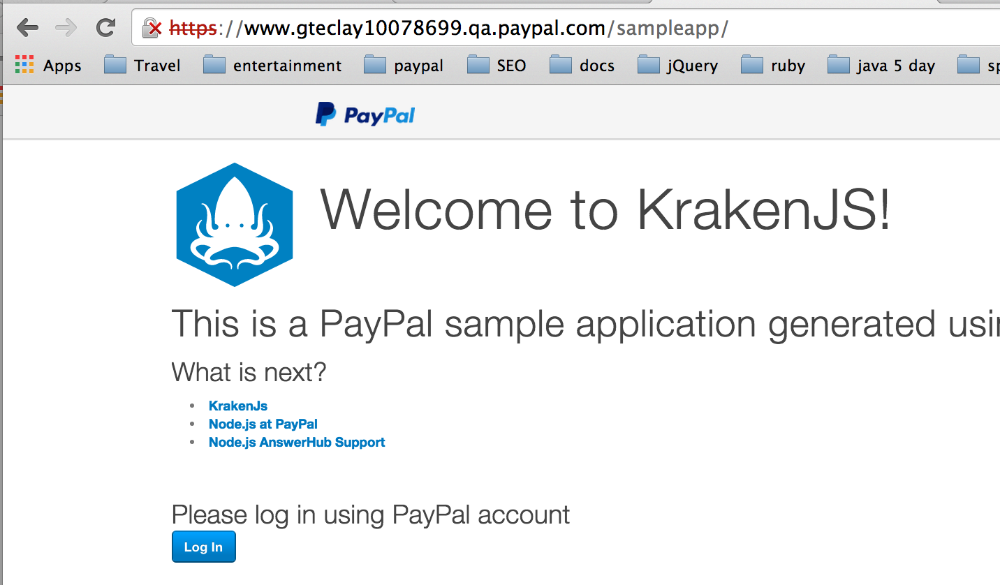 https://www.gteclay10078699.qa.paypal.com/sampleapp/
Apps Travel entertainment paypal SEO docs jQuery ruby java 5 day
PayPal
Welcome to KrakenJS!
This is a PayPal sample application generated
What is next?
• KrakenJs
• Node.js at PayPal
• Node.js AnswerHub Support
Please log in using PayPal account
Log In